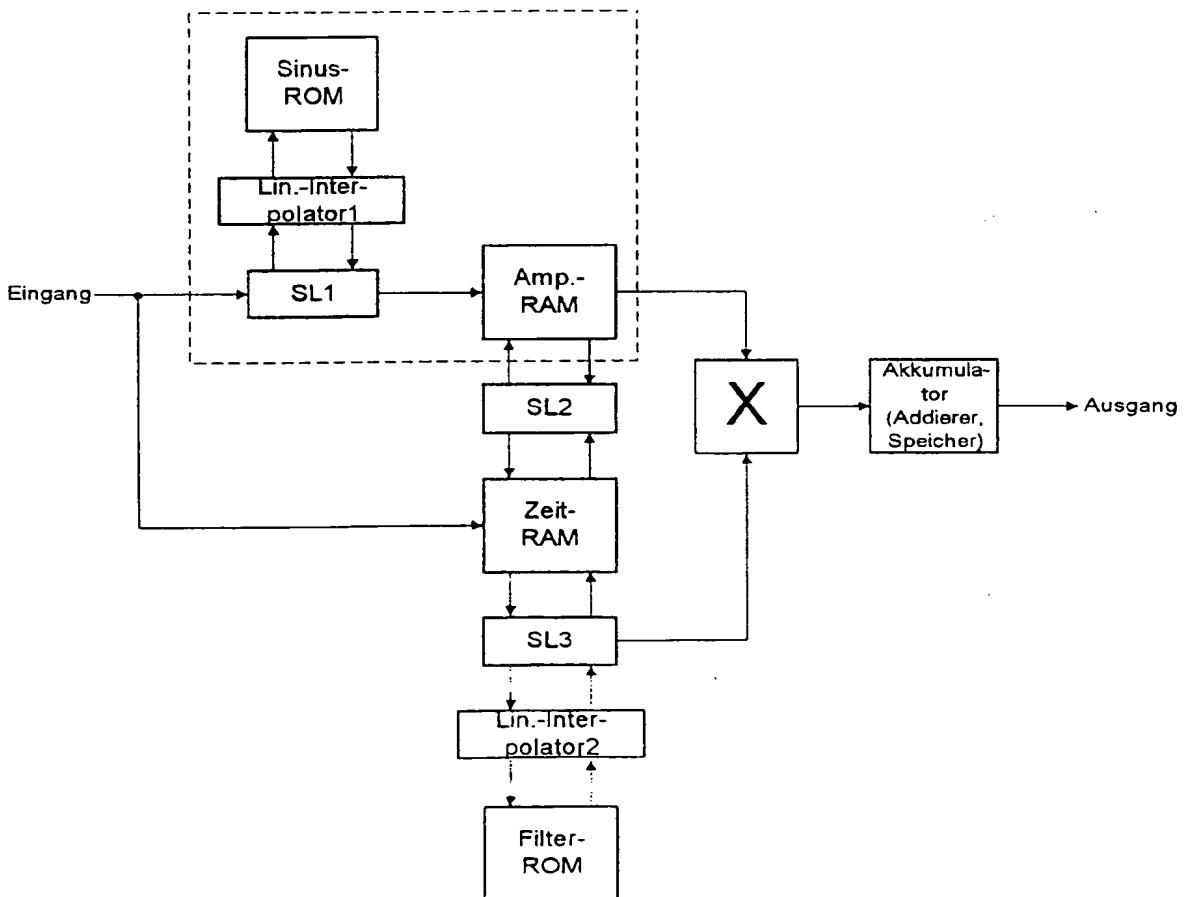 Sinus-
ROM
Lin.-Inter-
polator1
Eingang
SL1
Amp.-
RAM
SL2
X
Akkumula-
tor
(Addierer,
Speicher)
Ausgang
Zeit-
RAM
SL3
Lin.-Inter-
polator2
Filter-
ROM